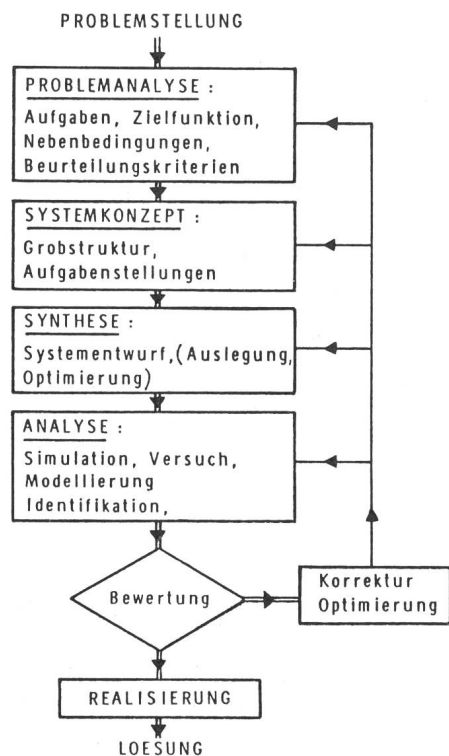 PROBLEMSTELLUNG
PROBLEMANALYSE :
Aufgaben, Zielfunktion,
Nebenbedingungen,
Beurteilungskriterien
SYSTEMKONZEPT :
Grobstruktur,
Aufgabenstellungen
SYNTHESE :
Systementwurf,(Auslegung,
Optimierung)
ANALYSE :
Simulation, Versuch,
Modellierung
Identifikation,
Bewertung
Korrektur
Optimierung
REALISIERUNG
LOESUNG